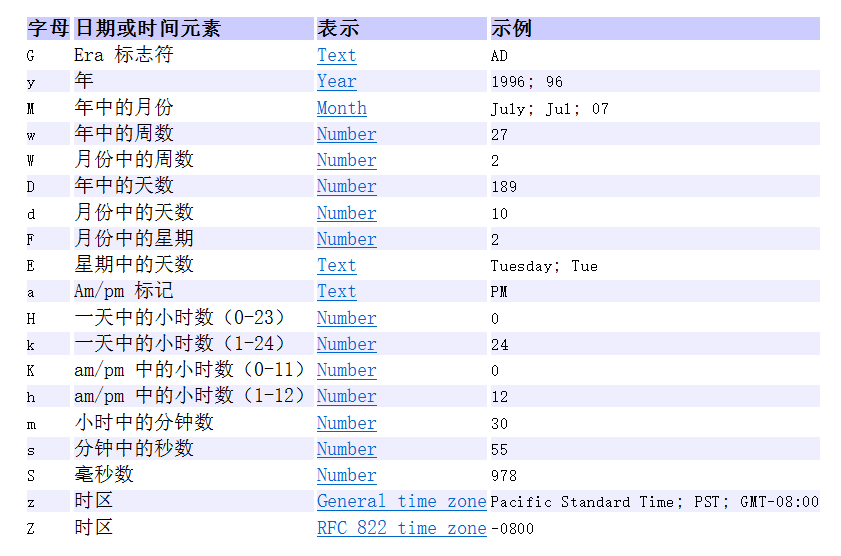 字母 日期或时间元素 表示 示例
G Era 标志符 Text AD
y 年 Year 1996; 96
M 年中的月份 Month July; Jul; 07
w 年中的周数 Number 27
W 月份中的周数 Number 2
D 年中的天数 Number 189
d 月份中的天数 Number 10
F 月份中的星期 Number 2
E 星期中的天数 Text Tuesday; Tue
a Am/pm 标记 Text PM
H 一天中的小时数（0-23） Number 0
k 一天中的小时数（1-24） Number 24
K am/pm 中的小时数（0-11） Number 0
h am/pm 中的小时数（1-12） Number 12
m 小时中的分钟数 Number 30
s 分钟中的秒数 Number 55
S 毫秒数 Number 978
z 时区 General time zone Pacific Standard Time; PST; GMT-08:00
Z 时区 RFC 822 time zone -0800